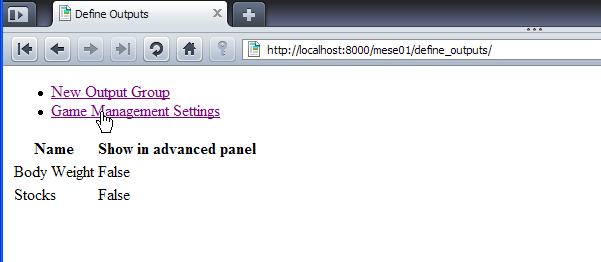 Define Outputs
http://localhost:8000/mese01/define_outputs/
New Output Group
Game Management Settings
Name Show in advanced panel
Body Weight False
Stocks False